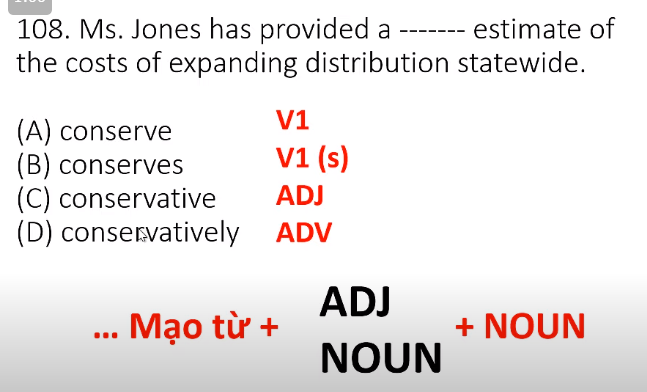 108. Ms. Jones has provided a ------- estimate of
the costs of expanding distribution statewide.
(A) conserve V1
(B) conserves V1 (s)
(C) conservative ADJ
(D) conservatively ADV
... Mạo từ + ADJ + NOUN
NOUN